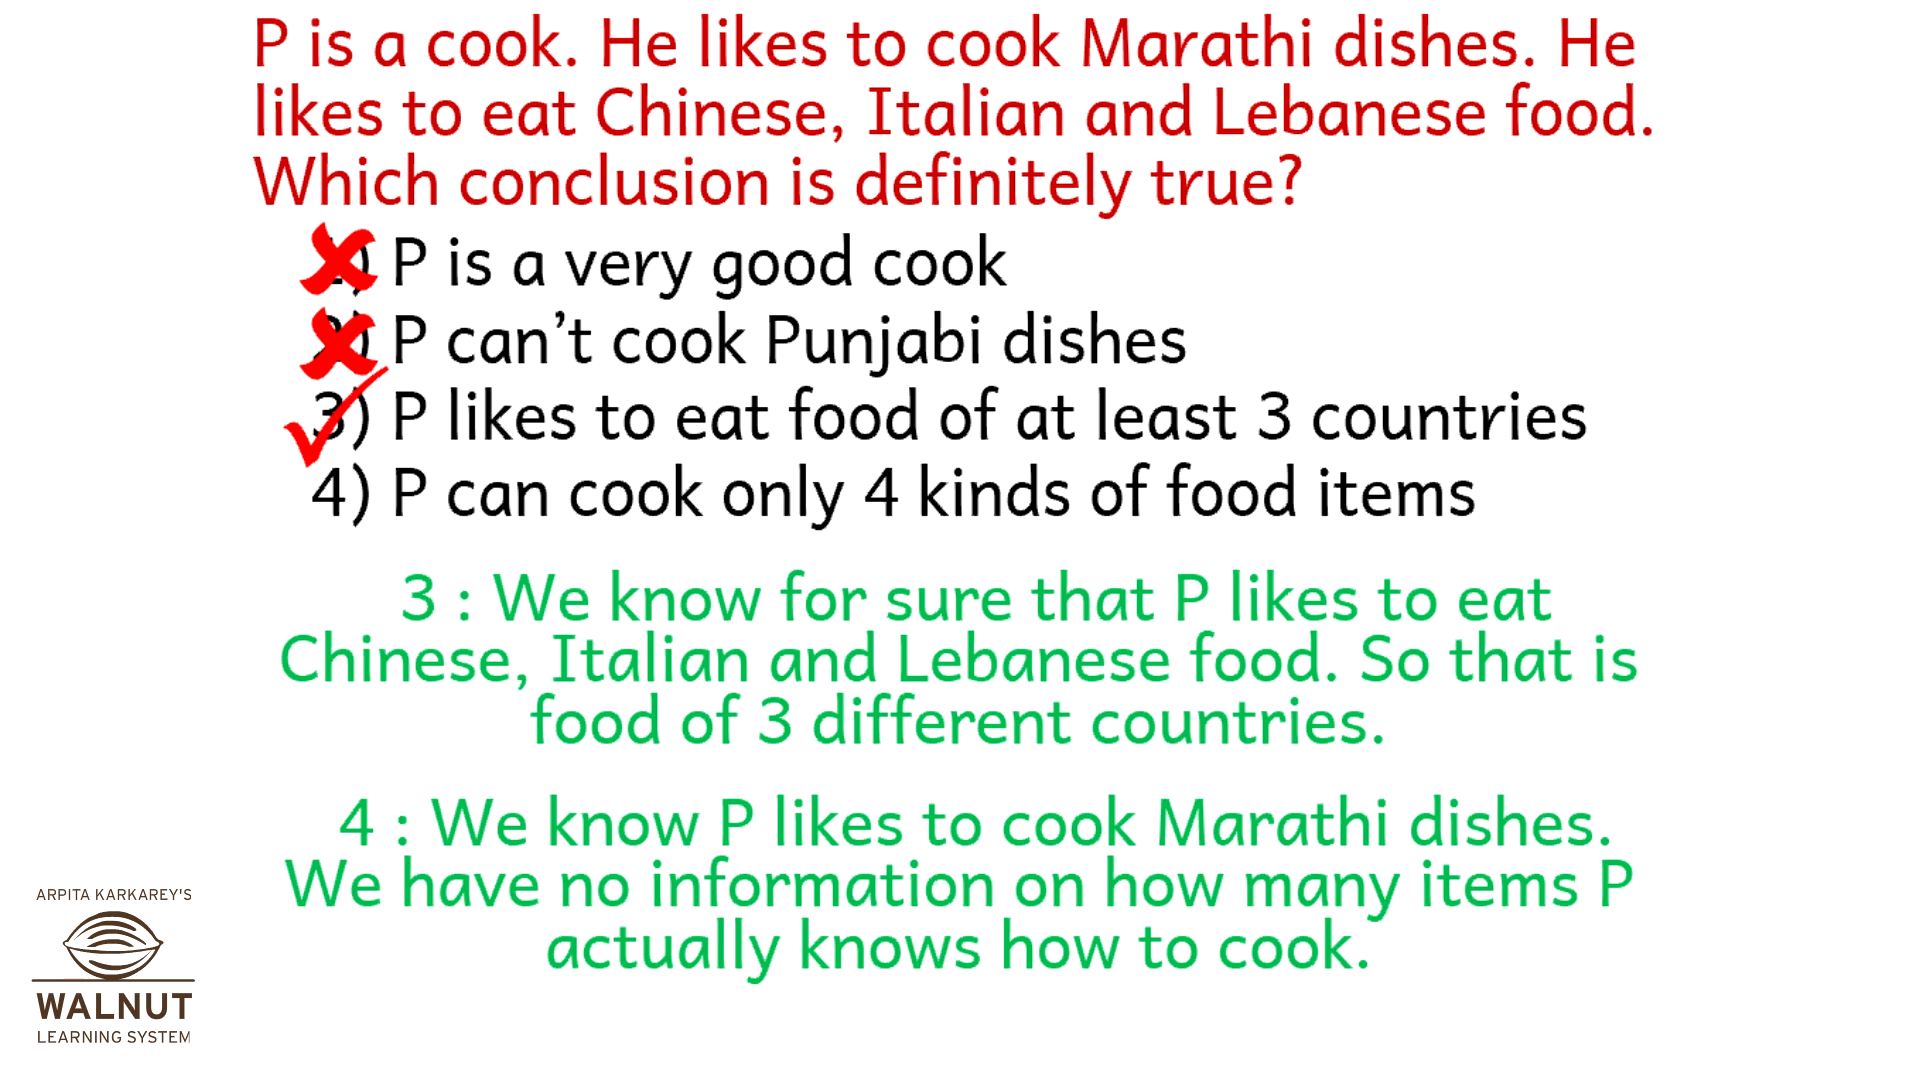 P is a cook. He likes to cook Marathi dishes. He
likes to eat Chinese, Italian and Lebanese food.
Which conclusion is definitely true?
1) P is a very good cook
2) P can’t cook Punjabi dishes
3) P likes to eat food of at least 3 countries
4) P can cook only 4 kinds of food items
3 : We know for sure that P likes to eat
Chinese, Italian and Lebanese food. So that is
food of 3 different countries.
4 : We know P likes to cook Marathi dishes.
We have no information on how many items P
actually knows how to cook.
ARPITA KARKAREY'S
WALNUT
LEARNING SYSTEM